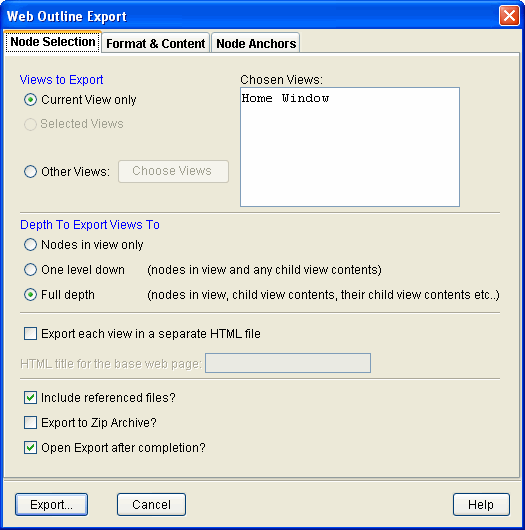 Web Outline Export
Node Selection Format & Content Node Anchors
Views to Export
Current View only
Selected Views
Other Views: Choose Views
Chosen Views:
Home Window
Depth To Export Views To
Nodes in view only
One level down (nodes in view and any child view contents)
Full depth (nodes in view, child view contents, their child view contents etc..)
Export each view in a separate HTML file
HTML title for the base web page:
Include referenced files?
Export to Zip Archive?
Open Export after completion?
Export... Cancel Help